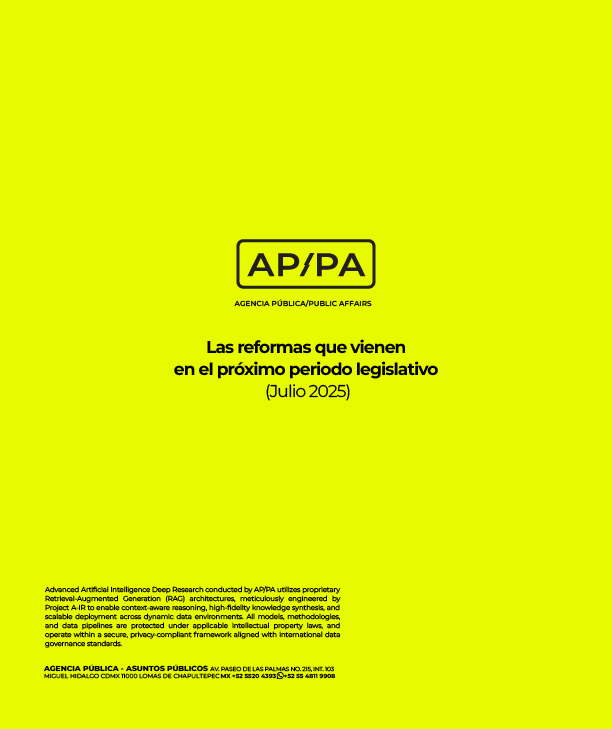 AP/PA
AGENCIA PÚBLICA/PUBLIC AFFAIRS
Las reformas que vienen
en el próximo periodo legislativo
(Julio 2025)
Advanced Artificial Intelligence Deep Research conducted by AP/PA utilizes proprietary
Retrieval-Augmented Generation (RAG) architectures, meticulously engineered by
Project A-IR to enable context-aware reasoning, high-fidelity knowledge synthesis, and
scalable deployment across dynamic data environments. All models, methodologies,
and data pipelines are protected under applicable intellectual property laws, and
operate within a secure, privacy-compliant framework aligned with international data
governance standards.
AGENCIA PÚBLICA - ASUNTOS PÚBLICOS AV. PASEO DE LAS PALMAS NO. 215, INT. 103
MIGUEL HIDALGO CDMX 11000 LOMAS DE CHAPULTEPEC MX +52 5520 4393 +52 55 4811 9908